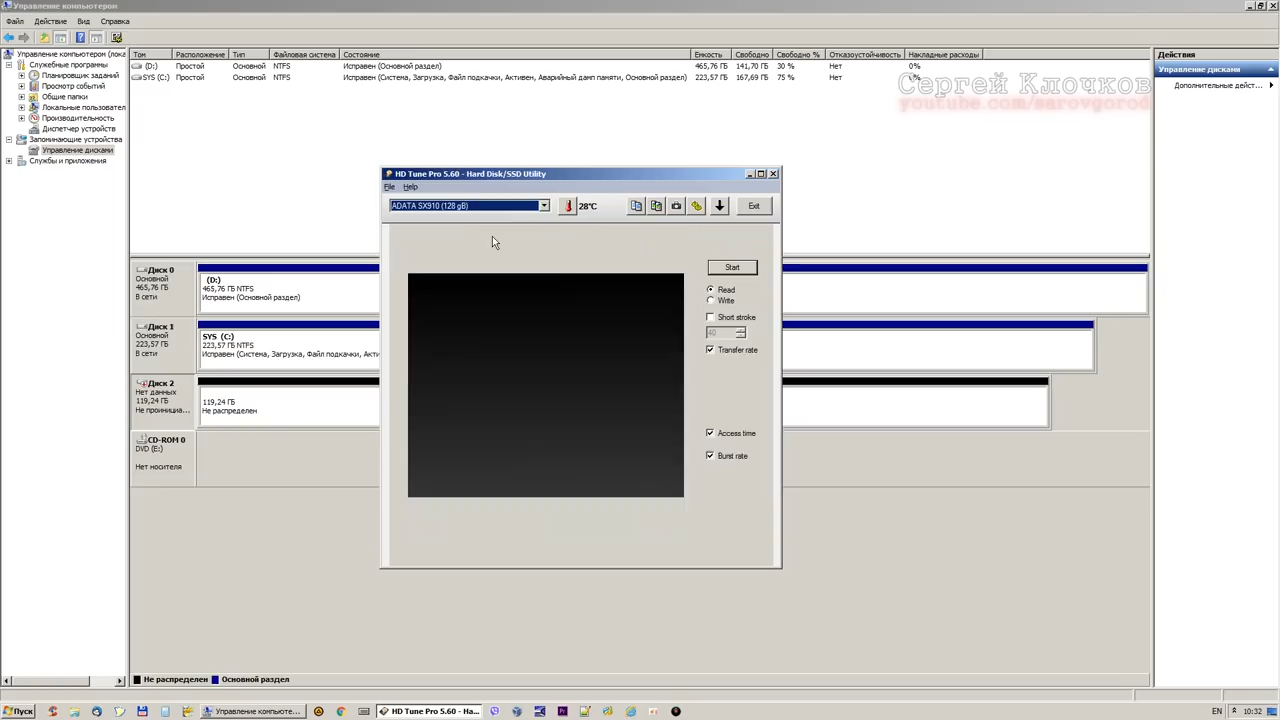 Управление компьютером
Файл Действие Вид Справка
Управление компьютером (лока
Служебные программы
Планировщик заданий
Просмотр событий
Общие папки
Локальные пользовател
Производительность
Диспетчер устройств
Запоминающие устройства
Управление дисками
Службы и приложения
Том Расположение Тип Файловая система Состояние Емкость Свободно Свободно % Отказоустойчивость Накладные расходы
(D:) Простой Основной NTFS Исправен (Основной раздел) 465,76 ГБ 141,70 ГБ 30 % Нет 0%
SYS (C:) Простой Основной NTFS Исправен (Система, Загрузка, Файл подкачки, Активен, Аварийный дамп памяти, Основной раздел) 223,57 ГБ 167,69 ГБ 75 % Нет 0%
Действия
Управление дисками
Дополнительные дейст...
Сергей Клочков
youtube.com/sarovgorod
HD Tune Pro 5.60 - Hard Disk/SSD Utility
File Help
ADATA SX910 (128 gB)
28°C
Exit
Start
Read
Write
Short stroke
40
Transfer rate
Access time
Burst rate
Диск 0
Основной
465,76 ГБ
В сети
(D:)
465,76 ГБ NTFS
Исправен (Основной раздел)
Диск 1
Основной
223,57 ГБ
В сети
SYS (C:)
223,57 ГБ NTFS
Исправен (Система, Загрузка, Файл подкачки, Акти
Диск 2
Нет данных
119,24 ГБ
Не проинициа...
119,24 ГБ
Не распределен
CD-ROM 0
DVD (E:)
Нет носителя
Не распределен Основной раздел
Пуск
Управление компьюте...
HD Tune Pro 5.60 - Ha...
EN
10:32